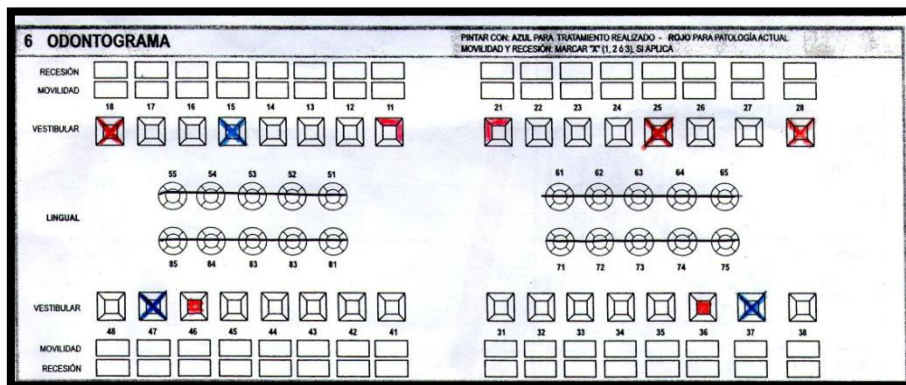 6 ODONTOGRAMA
PINTAR CON: AZUL PARA TRATAMIENTO REALIZADO - ROJO PARA PATOLOGÍA ACTUAL
MOVILIDAD Y RECESIÓN: MARCAR "X" (1, 2 ó 3), SI APLICA
RECESIÓN
MOVILIDAD
18 17 16 15 14 13 12 11 21 22 23 24 25 26 27 28
VESTIBULAR
55 54 53 52 51 61 62 63 64 65
LINGUAL
85 84 83 83 81 71 72 73 74 75
VESTIBULAR
48 47 46 45 44 43 42 41 31 32 33 34 35 36 37 38
MOVILIDAD
RECESIÓN